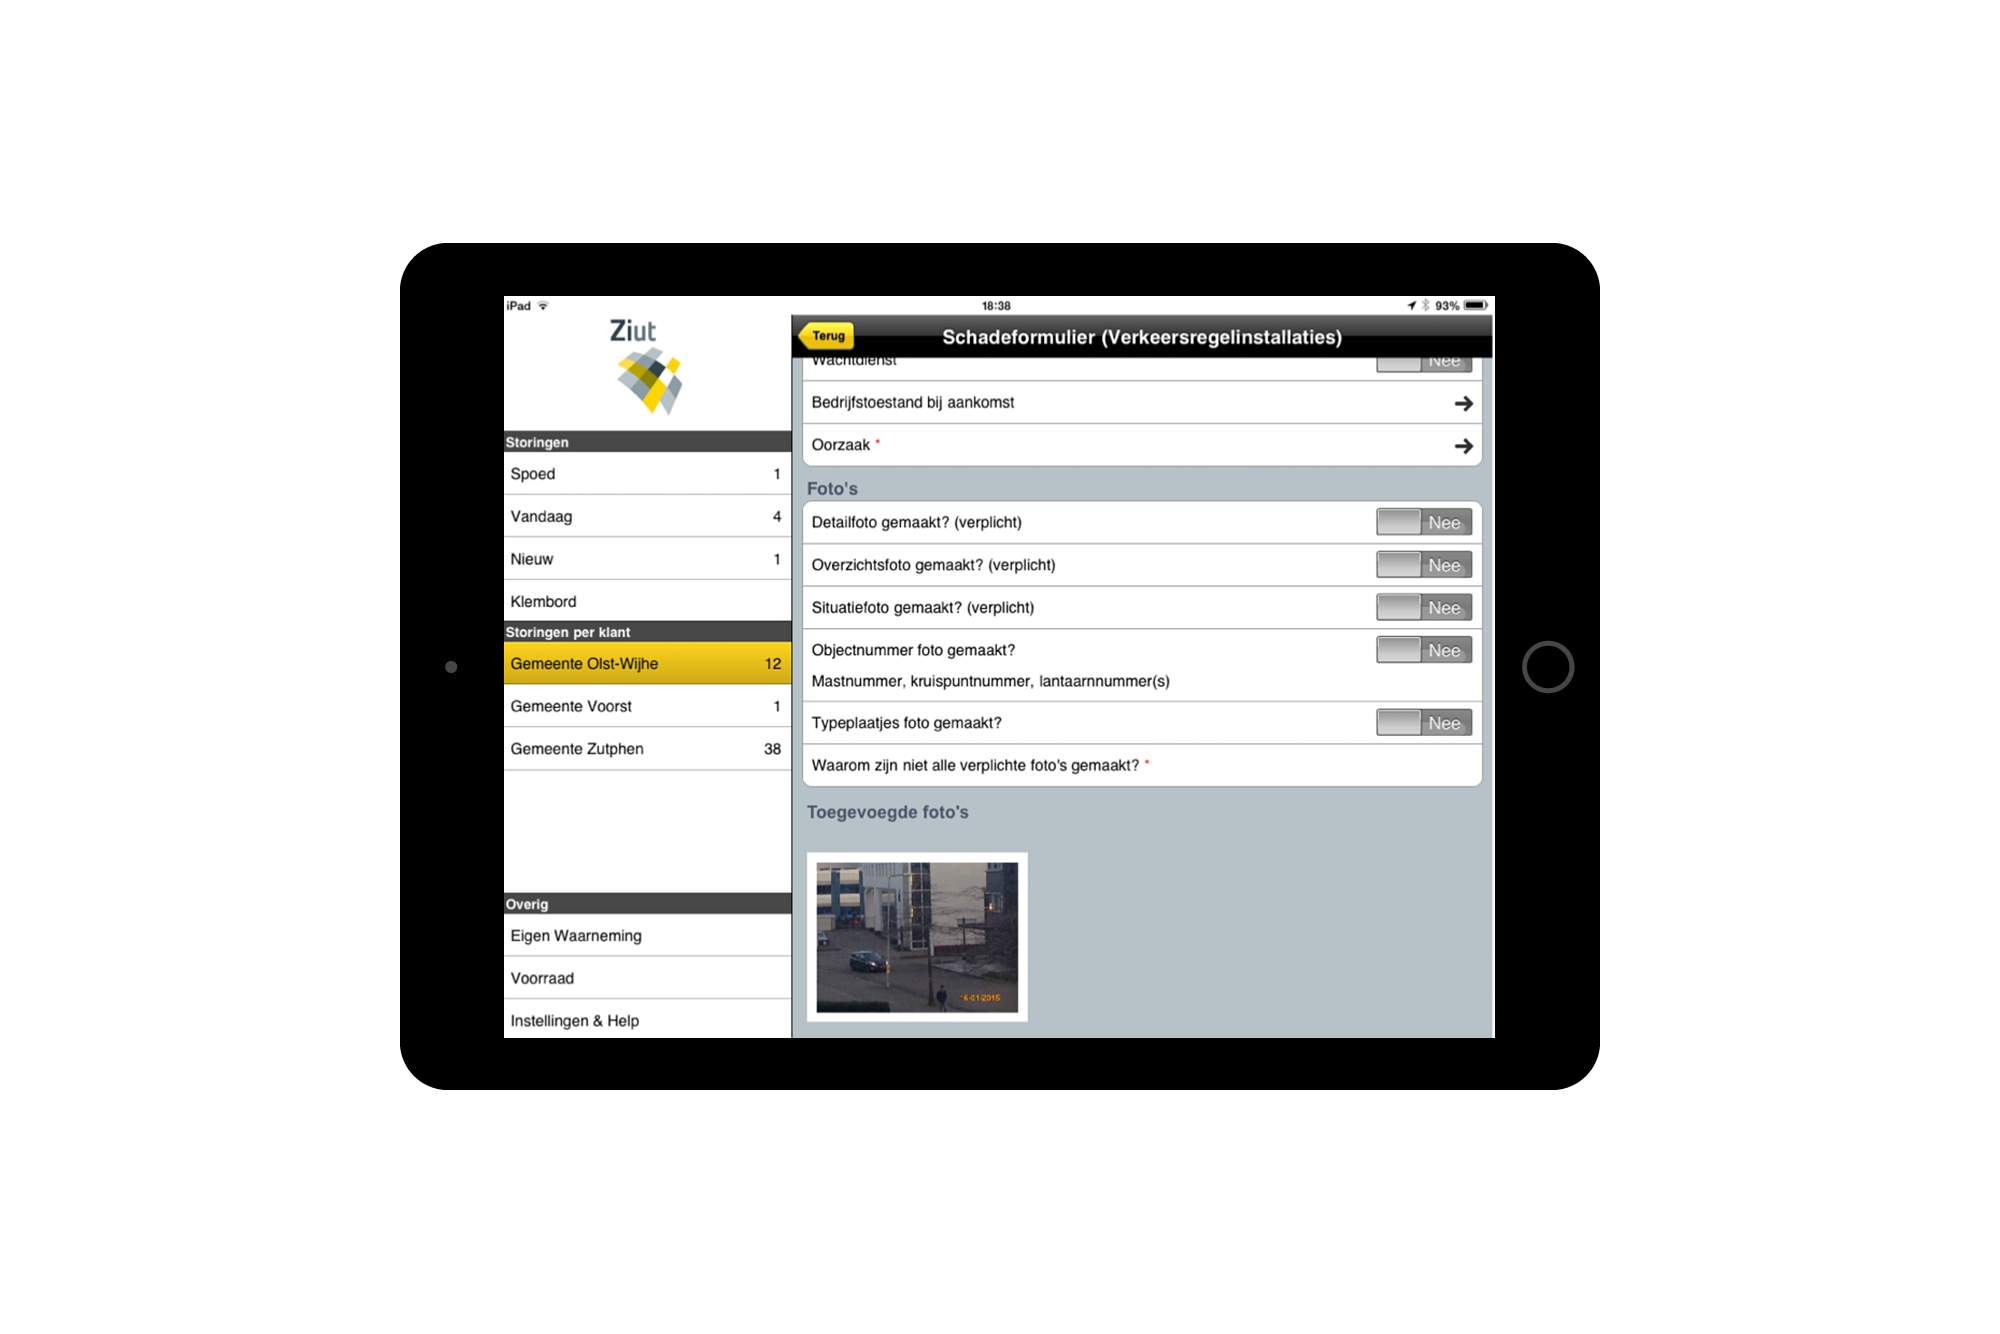 iPad
18:38
93%
Ziut
Terug
Schadeformulier (Verkeersregelinstallaties)
Storingen
Spoed 1
Vandaag 4
Nieuw 1
Klembord
Storingen per klant
Gemeente Olst-Wijhe 12
Gemeente Voorst 1
Gemeente Zutphen 38
Overig
Eigen Waarneming
Voorraad
Instellingen & Help
Wachtdienst Nee
Bedrijfstoestand bij aankomst
Oorzaak *
Foto's
Detailfoto gemaakt? (verplicht) Nee
Overzichtsfoto gemaakt? (verplicht) Nee
Situatiefoto gemaakt? (verplicht) Nee
Objectnummer foto gemaakt? Nee
Mastnummer, kruispuntnummer, lantaarnnummer(s)
Typeplaatjes foto gemaakt? Nee
Waarom zijn niet alle verplichte foto's gemaakt? *
Toegevoegde foto's